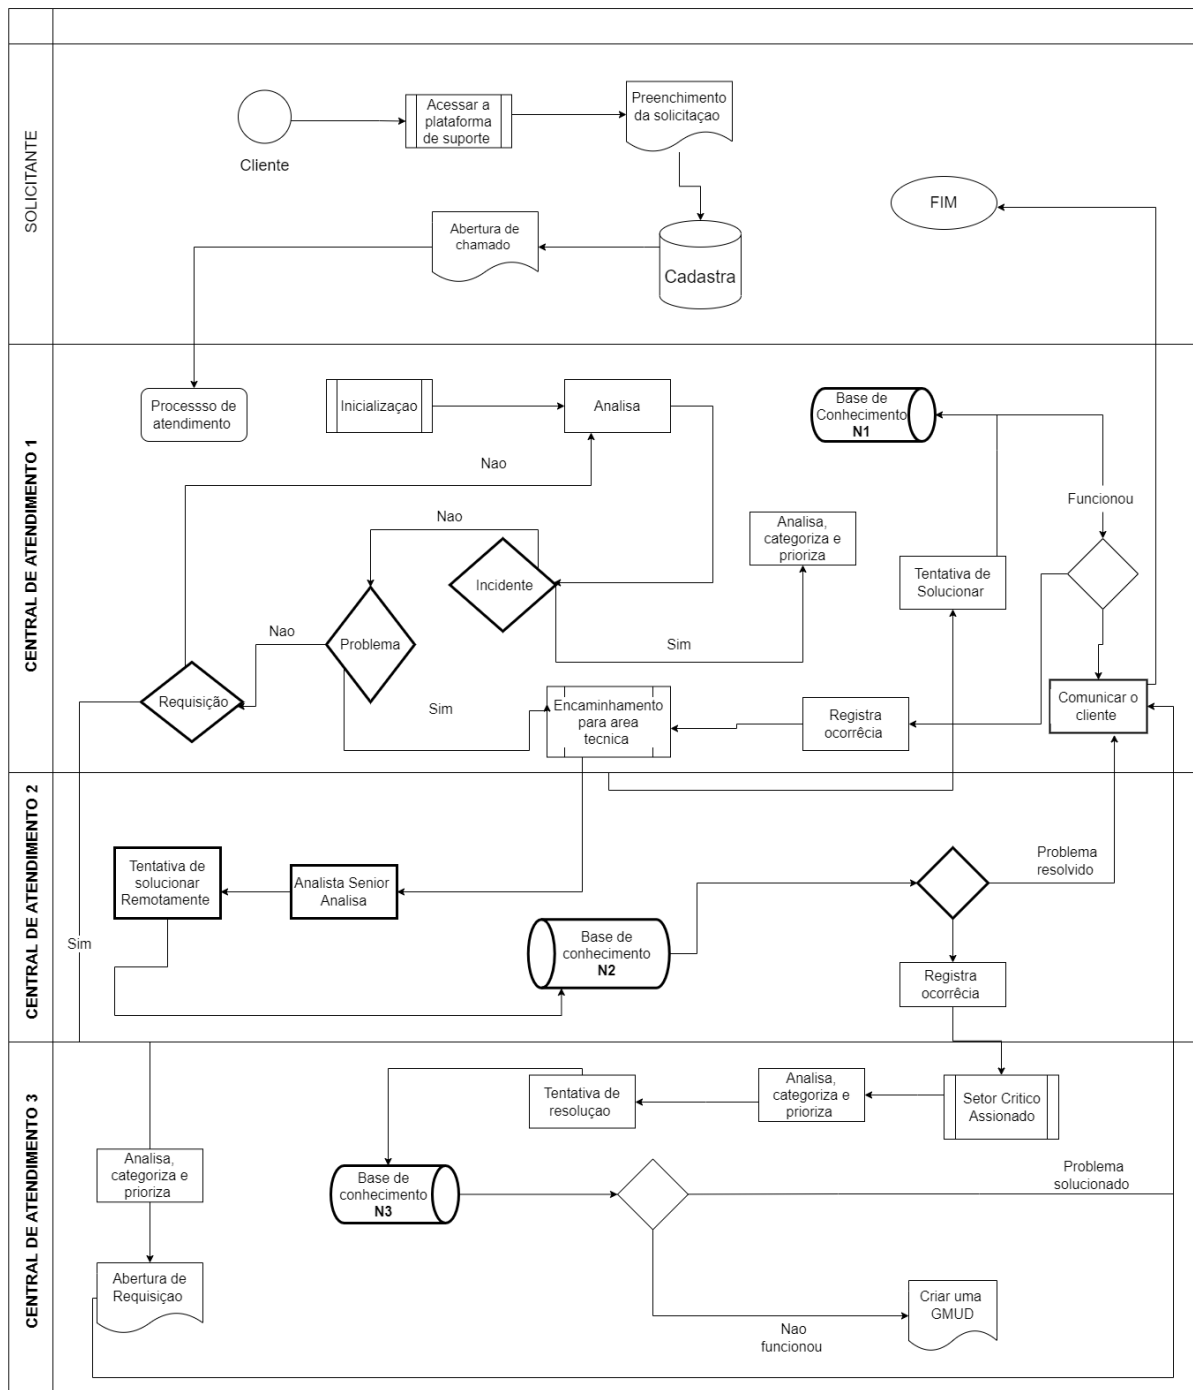 SOLICITANTE
Cliente
Acessar a
plataforma
de suporte
Preenchimento
da solicitaçao
FIM
Abertura de
chamado
Cadastra
CENTRAL DE ATENDIMENTO 1
Processso de
atendimento
Inicializaçao
Analisa
Base de
Conhecimento
N1
Nao
Funcionou
Nao
Analisa,
categoriza e
prioriza
Incidente
Tentativa de
Solucionar
Nao
Problema
Sim
Requisição
Sim
Encaminhamento
para area
tecnica
Registra
ocorrêcia
Comunicar o
cliente
CENTRAL DE ATENDIMENTO 2
Tentativa de
solucionar
Remotamente
Analista Senior
Analisa
Problema
resolvido
Sim
Base de
conhecimento
N2
Registra
ocorrêcia
CENTRAL DE ATENDIMENTO 3
Tentativa de
resoluçao
Analisa,
categoriza e
prioriza
Setor Critico
Assionado
Analisa,
categoriza e
prioriza
Base de
conhecimento
N3
Problema
solucionado
Abertura de
Requisiçao
Criar uma
GMUD
Nao
funcionou